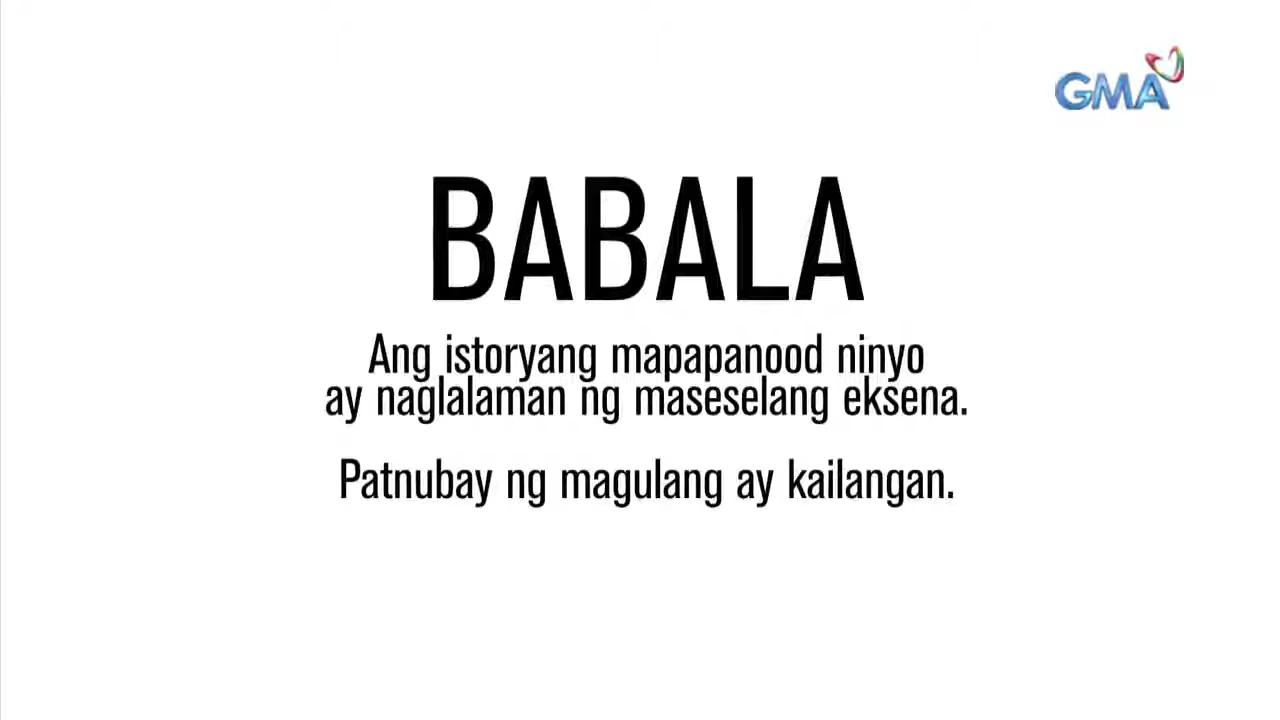 GMA
BABALA
Ang istoryang mapapanood ninyo
ay naglalaman ng maseselang eksena.
Patnubay ng magulang ay kailangan.